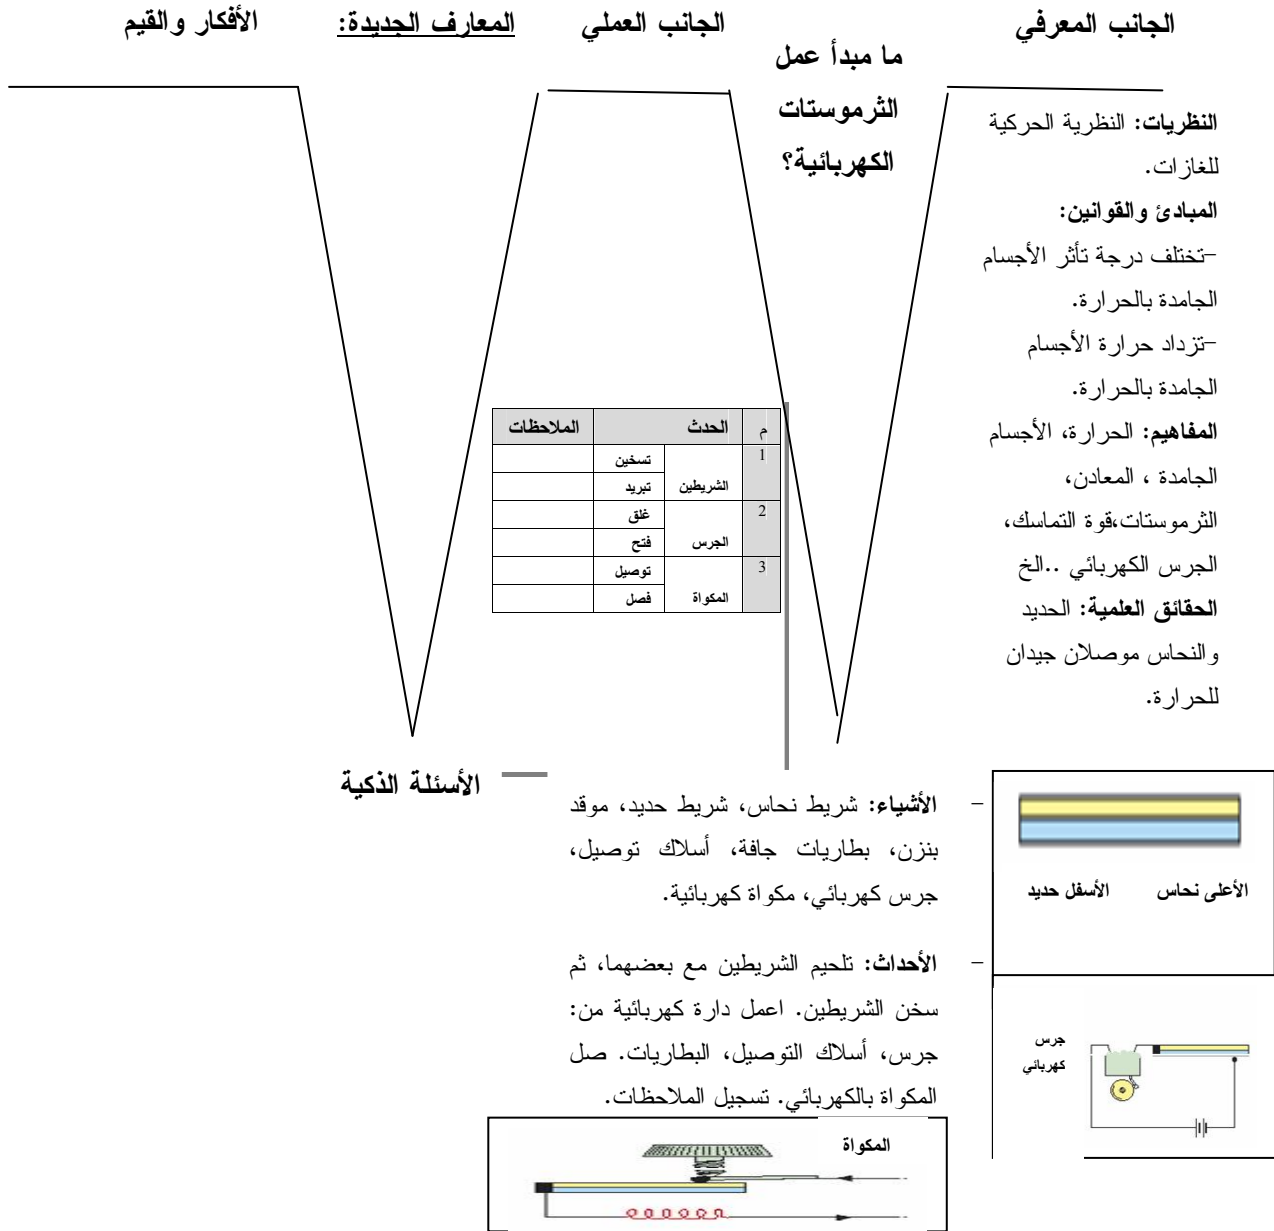 الجانب المعرفي
الجانب العملي
المعارف الجديدة:
الأفكار والقيم
ما مبدأ عمل
الثرموستات
الكهربائية؟
النظريات: النظرية الحركية
للغازات.
المبادئ والقوانين:
-تختلف درجة تأثر الأجسام
الجامدة بالحرارة.
-تزداد حرارة الأجسام
الجامدة بالحرارة.
المفاهيم: الحرارة، الأجسام
الجامدة ، المعادن،
الثرموستات،قوة التماسك،
الجرس الكهربائي ..الخ
الحقائق العلمية: الحديد
والنحاس موصلان جيدان
للحرارة.
م الحدث الملاحظات
1 الشريطين تسخين
تبريد
2 الجرس غلق
فتح
3 المكواة توصيل
فصل
الأسئلة الذكية
- الأشياء: شريط نحاس، شريط حديد، موقد
بنزن، بطاريات جافة، أسلاك توصيل،
جرس كهربائي، مكواة كهربائية.
- الأحداث: تلحيم الشريطين مع بعضهما، ثم
سخن الشريطين. اعمل دارة كهربائية من:
جرس، أسلاك التوصيل، البطاريات. صل
المكواة بالكهربائي. تسجيل الملاحظات.
الأعلى نحاس الأسفل حديد
جرس
كهربائي
المكواة